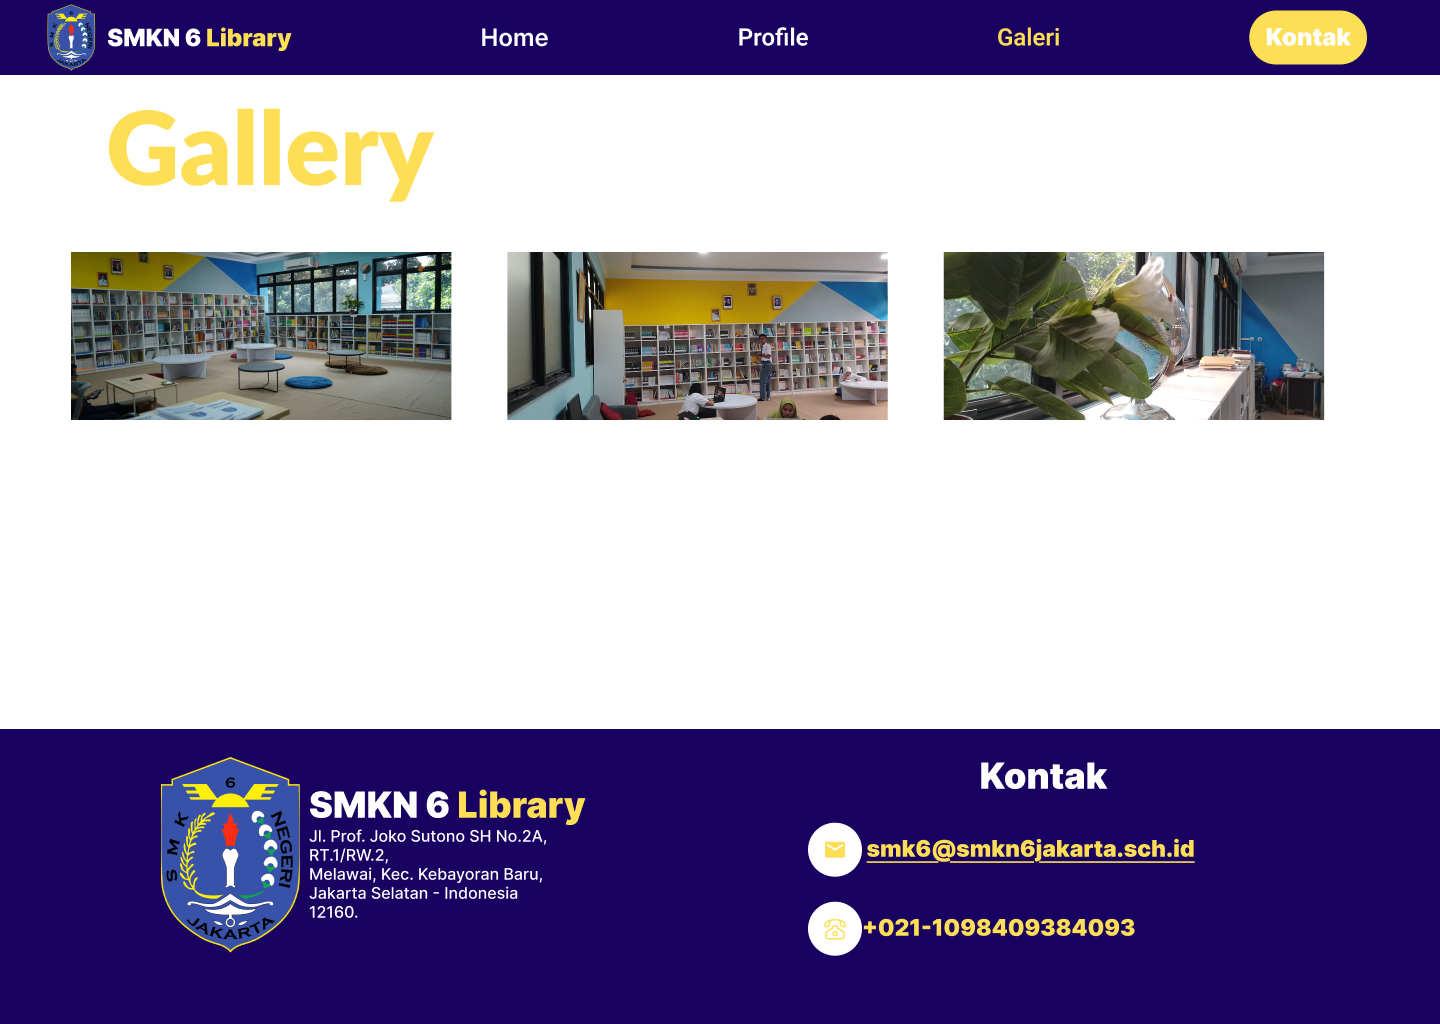 SMKN 6 Library
Home
Profile
Galeri
Kontak
Gallery
6
SMK NEGERI
JAKARTA
SMKN 6 Library
Jl. Prof. Joko Sutono SH No.2A,
RT.1/RW.2,
Melawai, Kec. Kebayoran Baru,
Jakarta Selatan - Indonesia
12160.
Kontak
smk6@smkn6jakarta.sch.id
+021-1098409384093